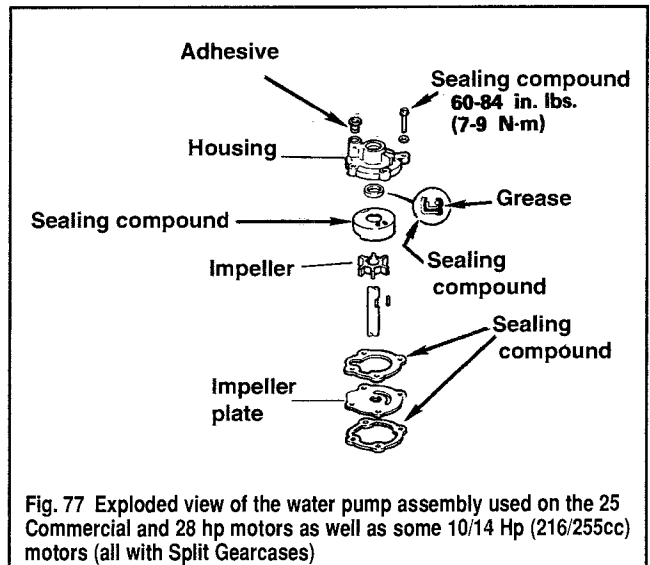 Adhesive
Sealing compound
60-84 in. lbs.
(7-9 N·m)
Housing
Grease
Sealing compound
Impeller
Sealing
compound
Sealing
compound
Impeller
plate
Fig. 77 Exploded view of the water pump assembly used on the 25
Commercial and 28 hp motors as well as some 10/14 Hp (216/255cc)
motors (all with Split Gearcases)